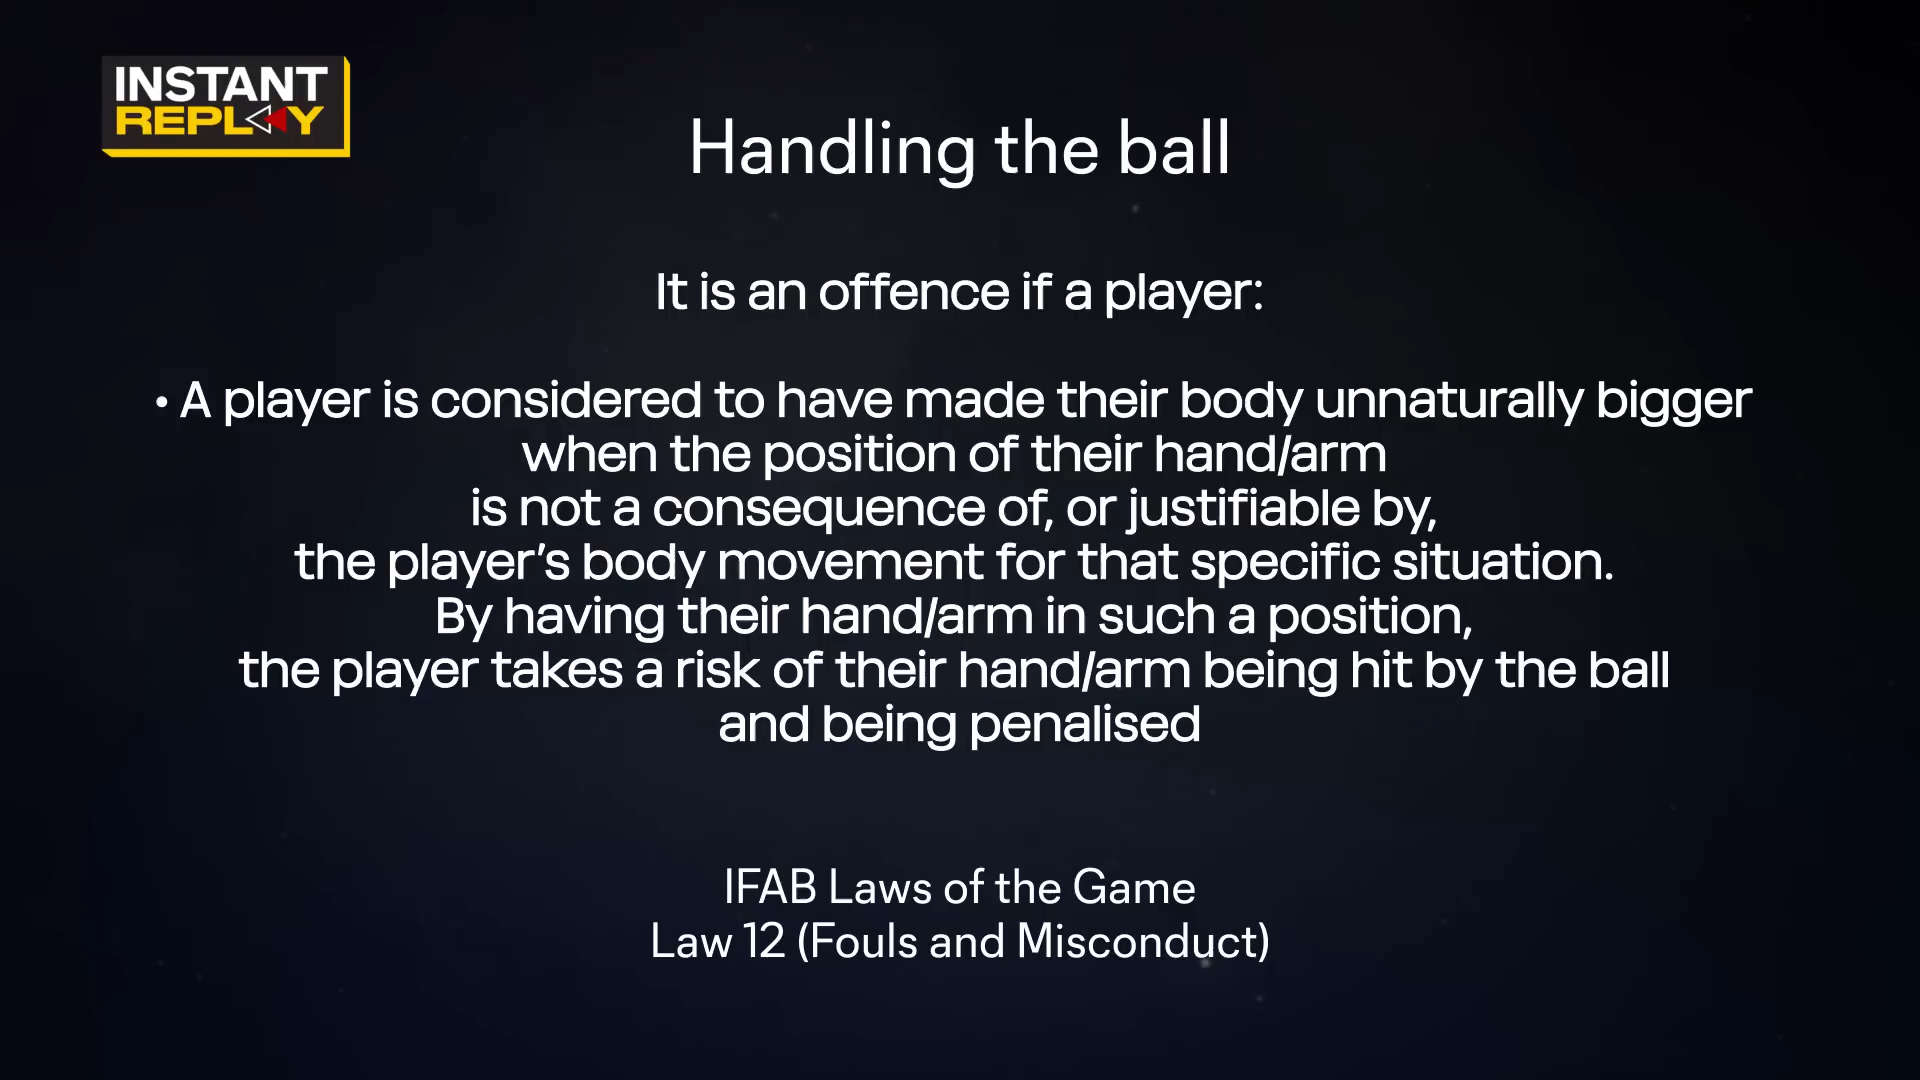 INSTANT
REPLAY
Handling the ball
It is an offence if a player:
• A player is considered to have made their body unnaturally bigger
when the position of their hand/arm
is not a consequence of, or justifiable by,
the player’s body movement for that specific situation.
By having their hand/arm in such a position,
the player takes a risk of their hand/arm being hit by the ball
and being penalised
IFAB Laws of the Game
Law 12 (Fouls and Misconduct)